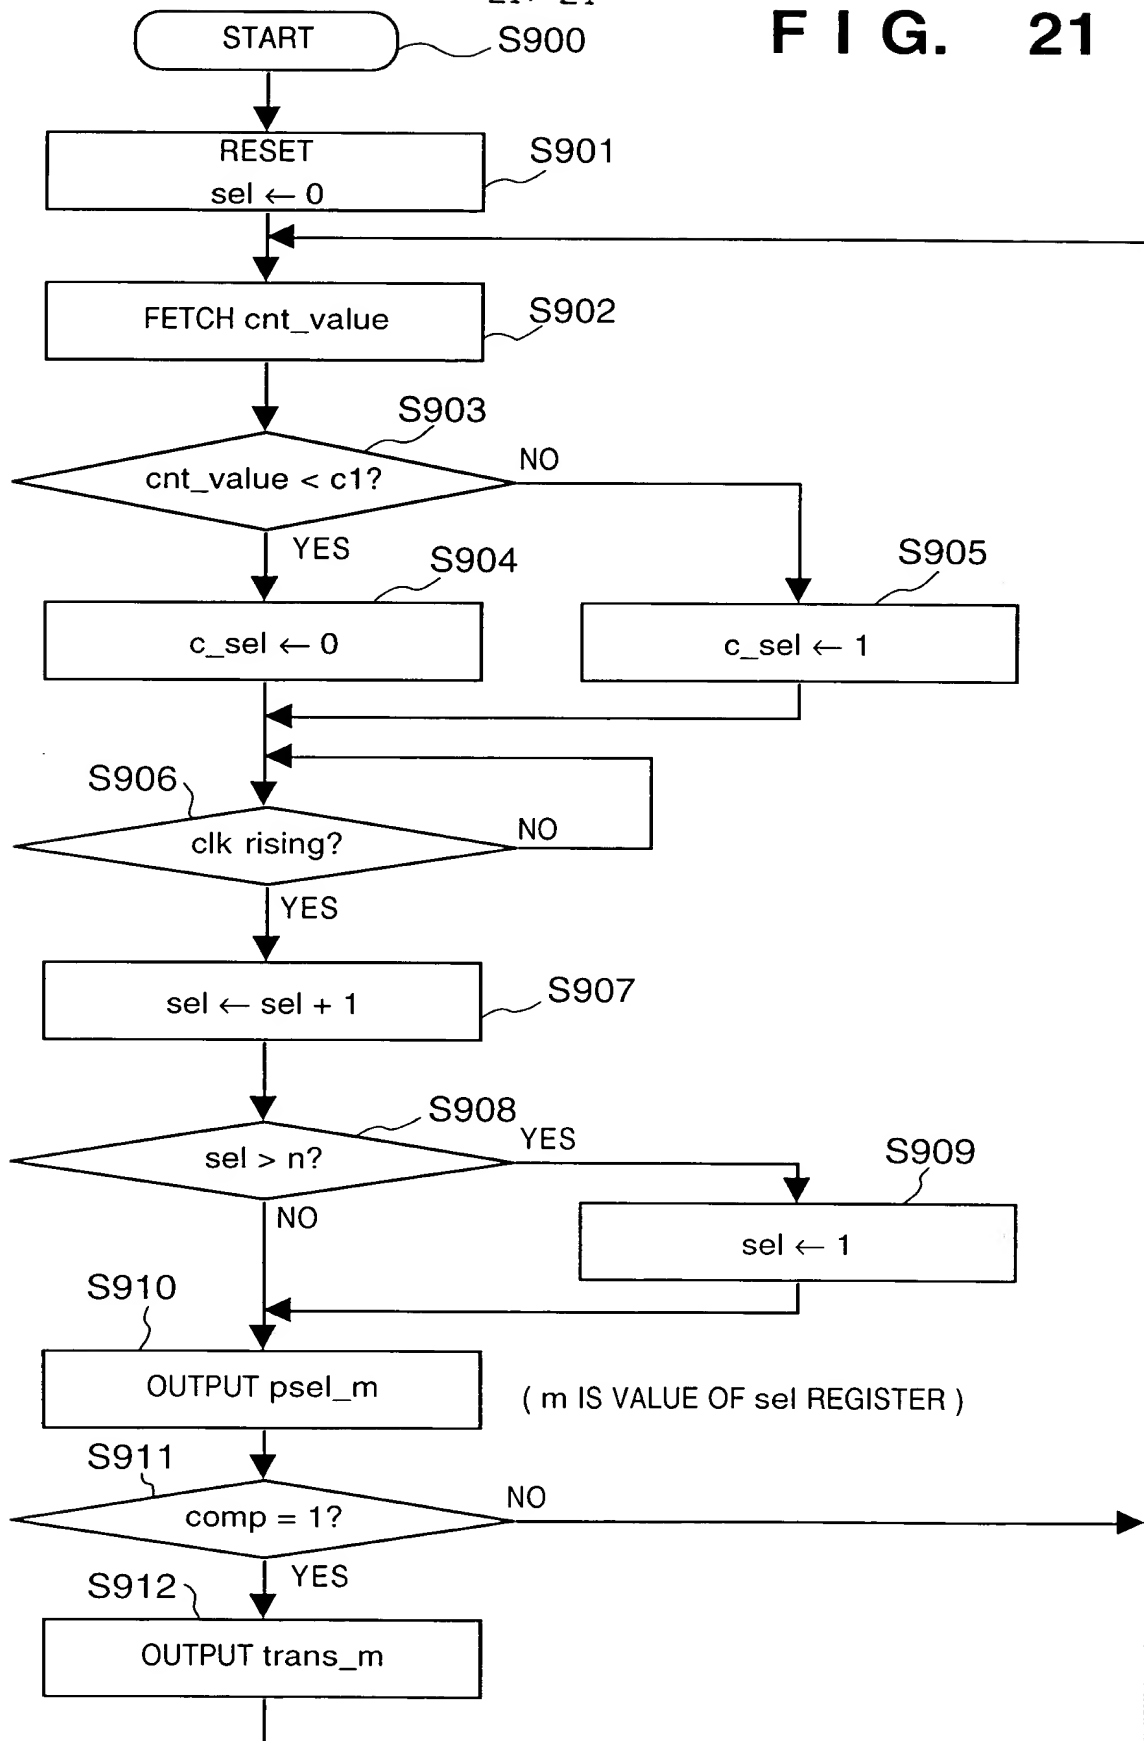 FIG. 21
START
S900
RESET
sel ← 0
S901
FETCH cnt_value
S902
S903
cnt_value < c1?
NO
YES
S904
S905
c_sel ← 0
c_sel ← 1
S906
clk rising?
NO
YES
sel ← sel + 1
S907
S908
sel > n?
YES
NO
S909
sel ← 1
S910
OUTPUT psel_m
( m IS VALUE OF sel REGISTER )
S911
comp = 1?
NO
YES
S912
OUTPUT trans_m